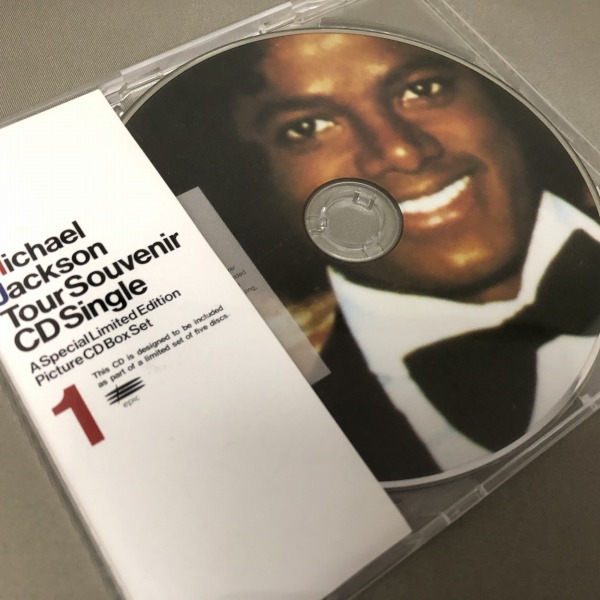 Michael
Jackson
Tour Souvenir
CD Single
A Special Limited Edition
Picture CD Box Set
1
This CD is designed to be included
as part of a limited set of five discs.
epic